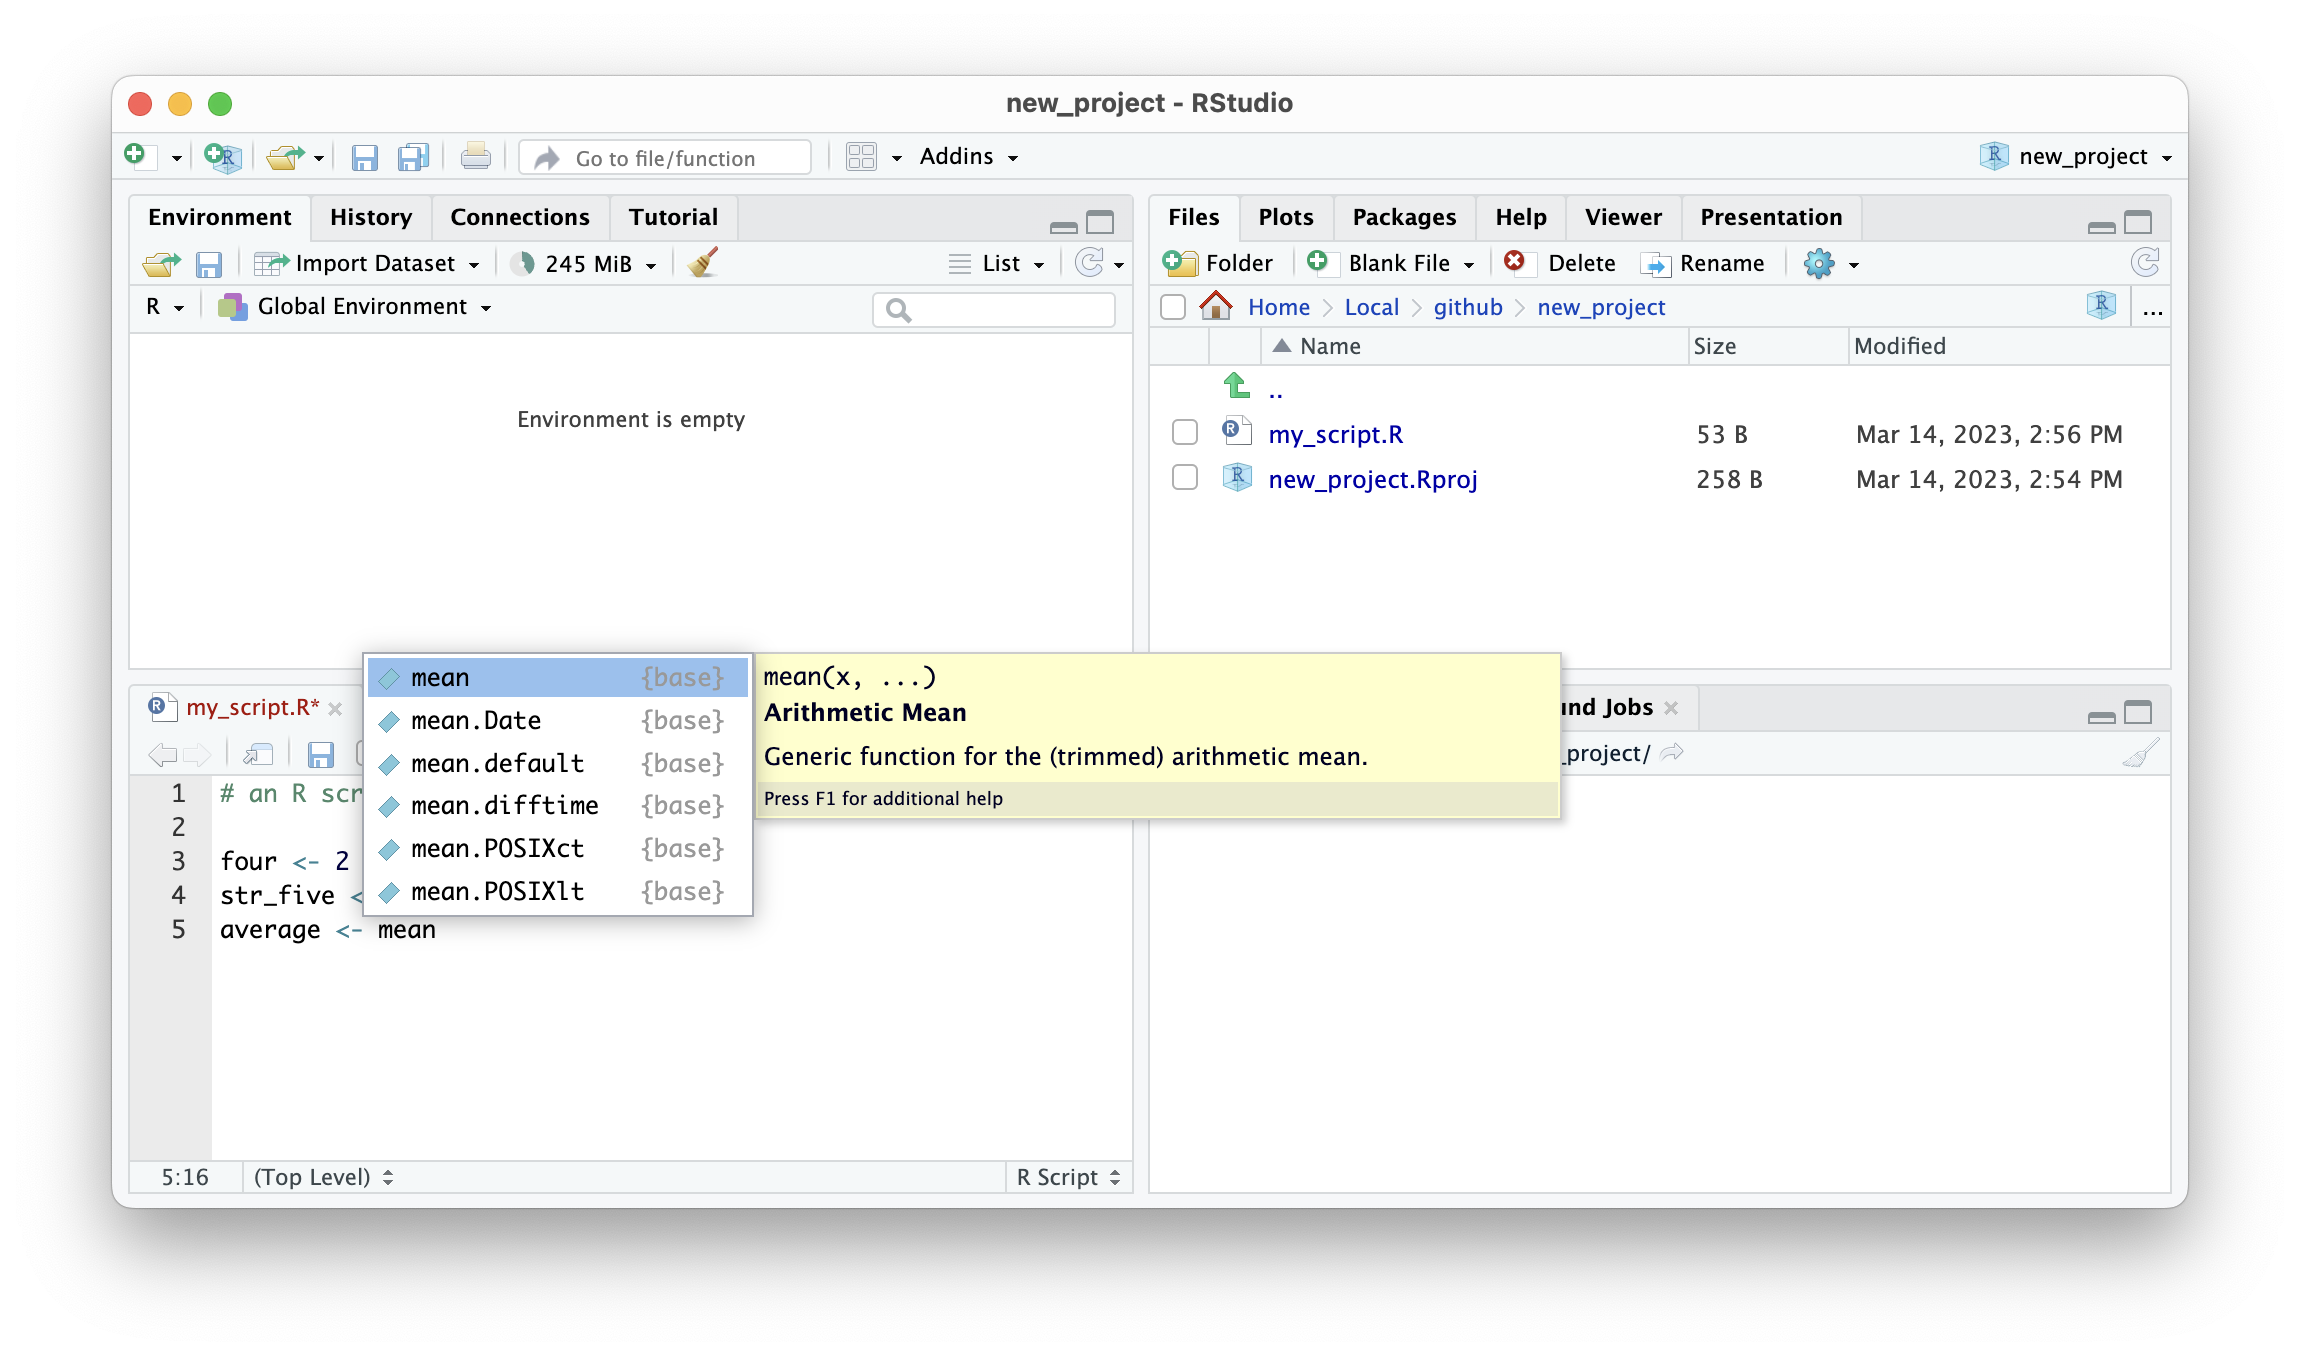 new_project - RStudio
Go to file/function
Addins
new_project
Environment History Connections Tutorial
Import Dataset 245 MiB List
R Global Environment
Environment is empty
Files Plots Packages Help Viewer Presentation
Folder Blank File Delete Rename
Home Local github new_project ...
Name Size Modified
..
my_script.R 53 B Mar 14, 2023, 2:56 PM
new_project.Rproj 258 B Mar 14, 2023, 2:54 PM
my_script.R*
1 # an R scr
2
3 four <- 2
4 str_five <
5 average <- mean
mean {base}
mean.Date {base}
mean.default {base}
mean.difftime {base}
mean.POSIXct {base}
mean.POSIXlt {base}
mean(x, ...)
Arithmetic Mean
Generic function for the (trimmed) arithmetic mean.
Press F1 for additional help
und Jobs
_project/
5:16 (Top Level) R Script